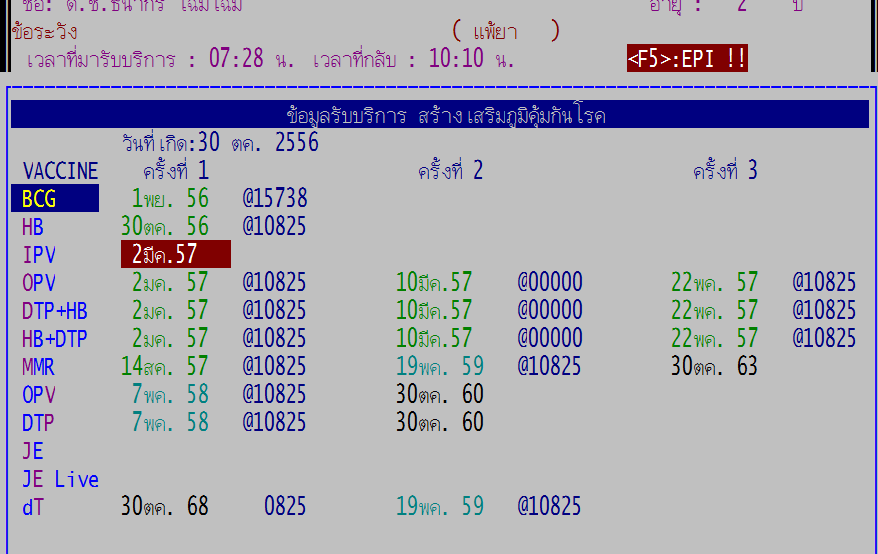 ชื่อ: ด.ช.ธนากร อายุ : 2 ปี
ข้อระวัง ( แพ้ยา )
เวลาที่มารับบริการ : 07:28 น. เวลาที่กลับ : 10:10 น. <F5>:EPI !!
ข้อมูลรับบริการ สร้างเสริมภูมิคุ้มกันโรค
วันที่เกิด:30 ตค. 2556
VACCINE ครั้งที่ 1 ครั้งที่ 2 ครั้งที่ 3
BCG 1พย. 56 @15738
HB 30ตค. 56 @10825
IPV 2มีค.57
OPV 2มค. 57 @10825 10มีค.57 @00000 22พค. 57 @10825
DTP+HB 2มค. 57 @10825 10มีค.57 @00000 22พค. 57 @10825
HB+DTP 2มค. 57 @10825 10มีค.57 @00000 22พค. 57 @10825
MMR 14สค. 57 @10825 19พค. 59 @10825 30ตค. 63
OPV 7พค. 58 @10825 30ตค. 60
DTP 7พค. 58 @10825 30ตค. 60
JE
JE Live
dT 30ตค. 68 0825 19พค. 59 @10825